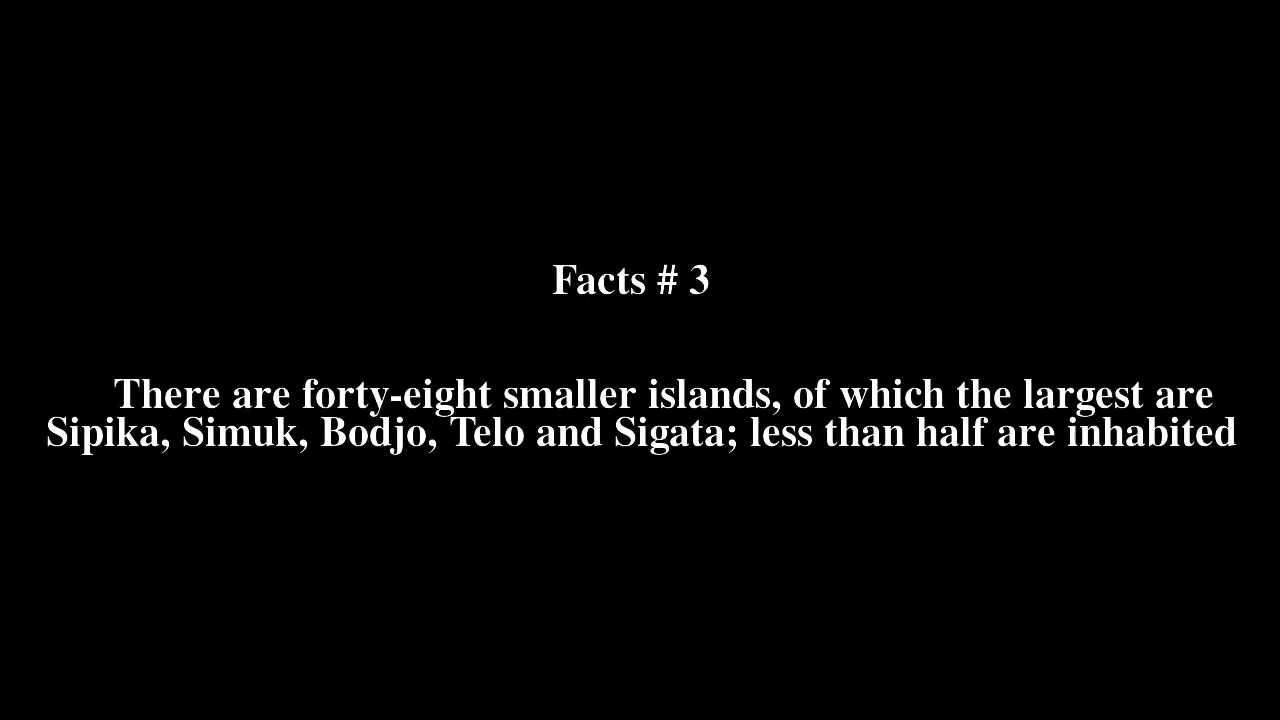 Facts # 3
There are forty-eight smaller islands, of which the largest are
Sipika, Simuk, Bodjo, Telo and Sigata; less than half are inhabited